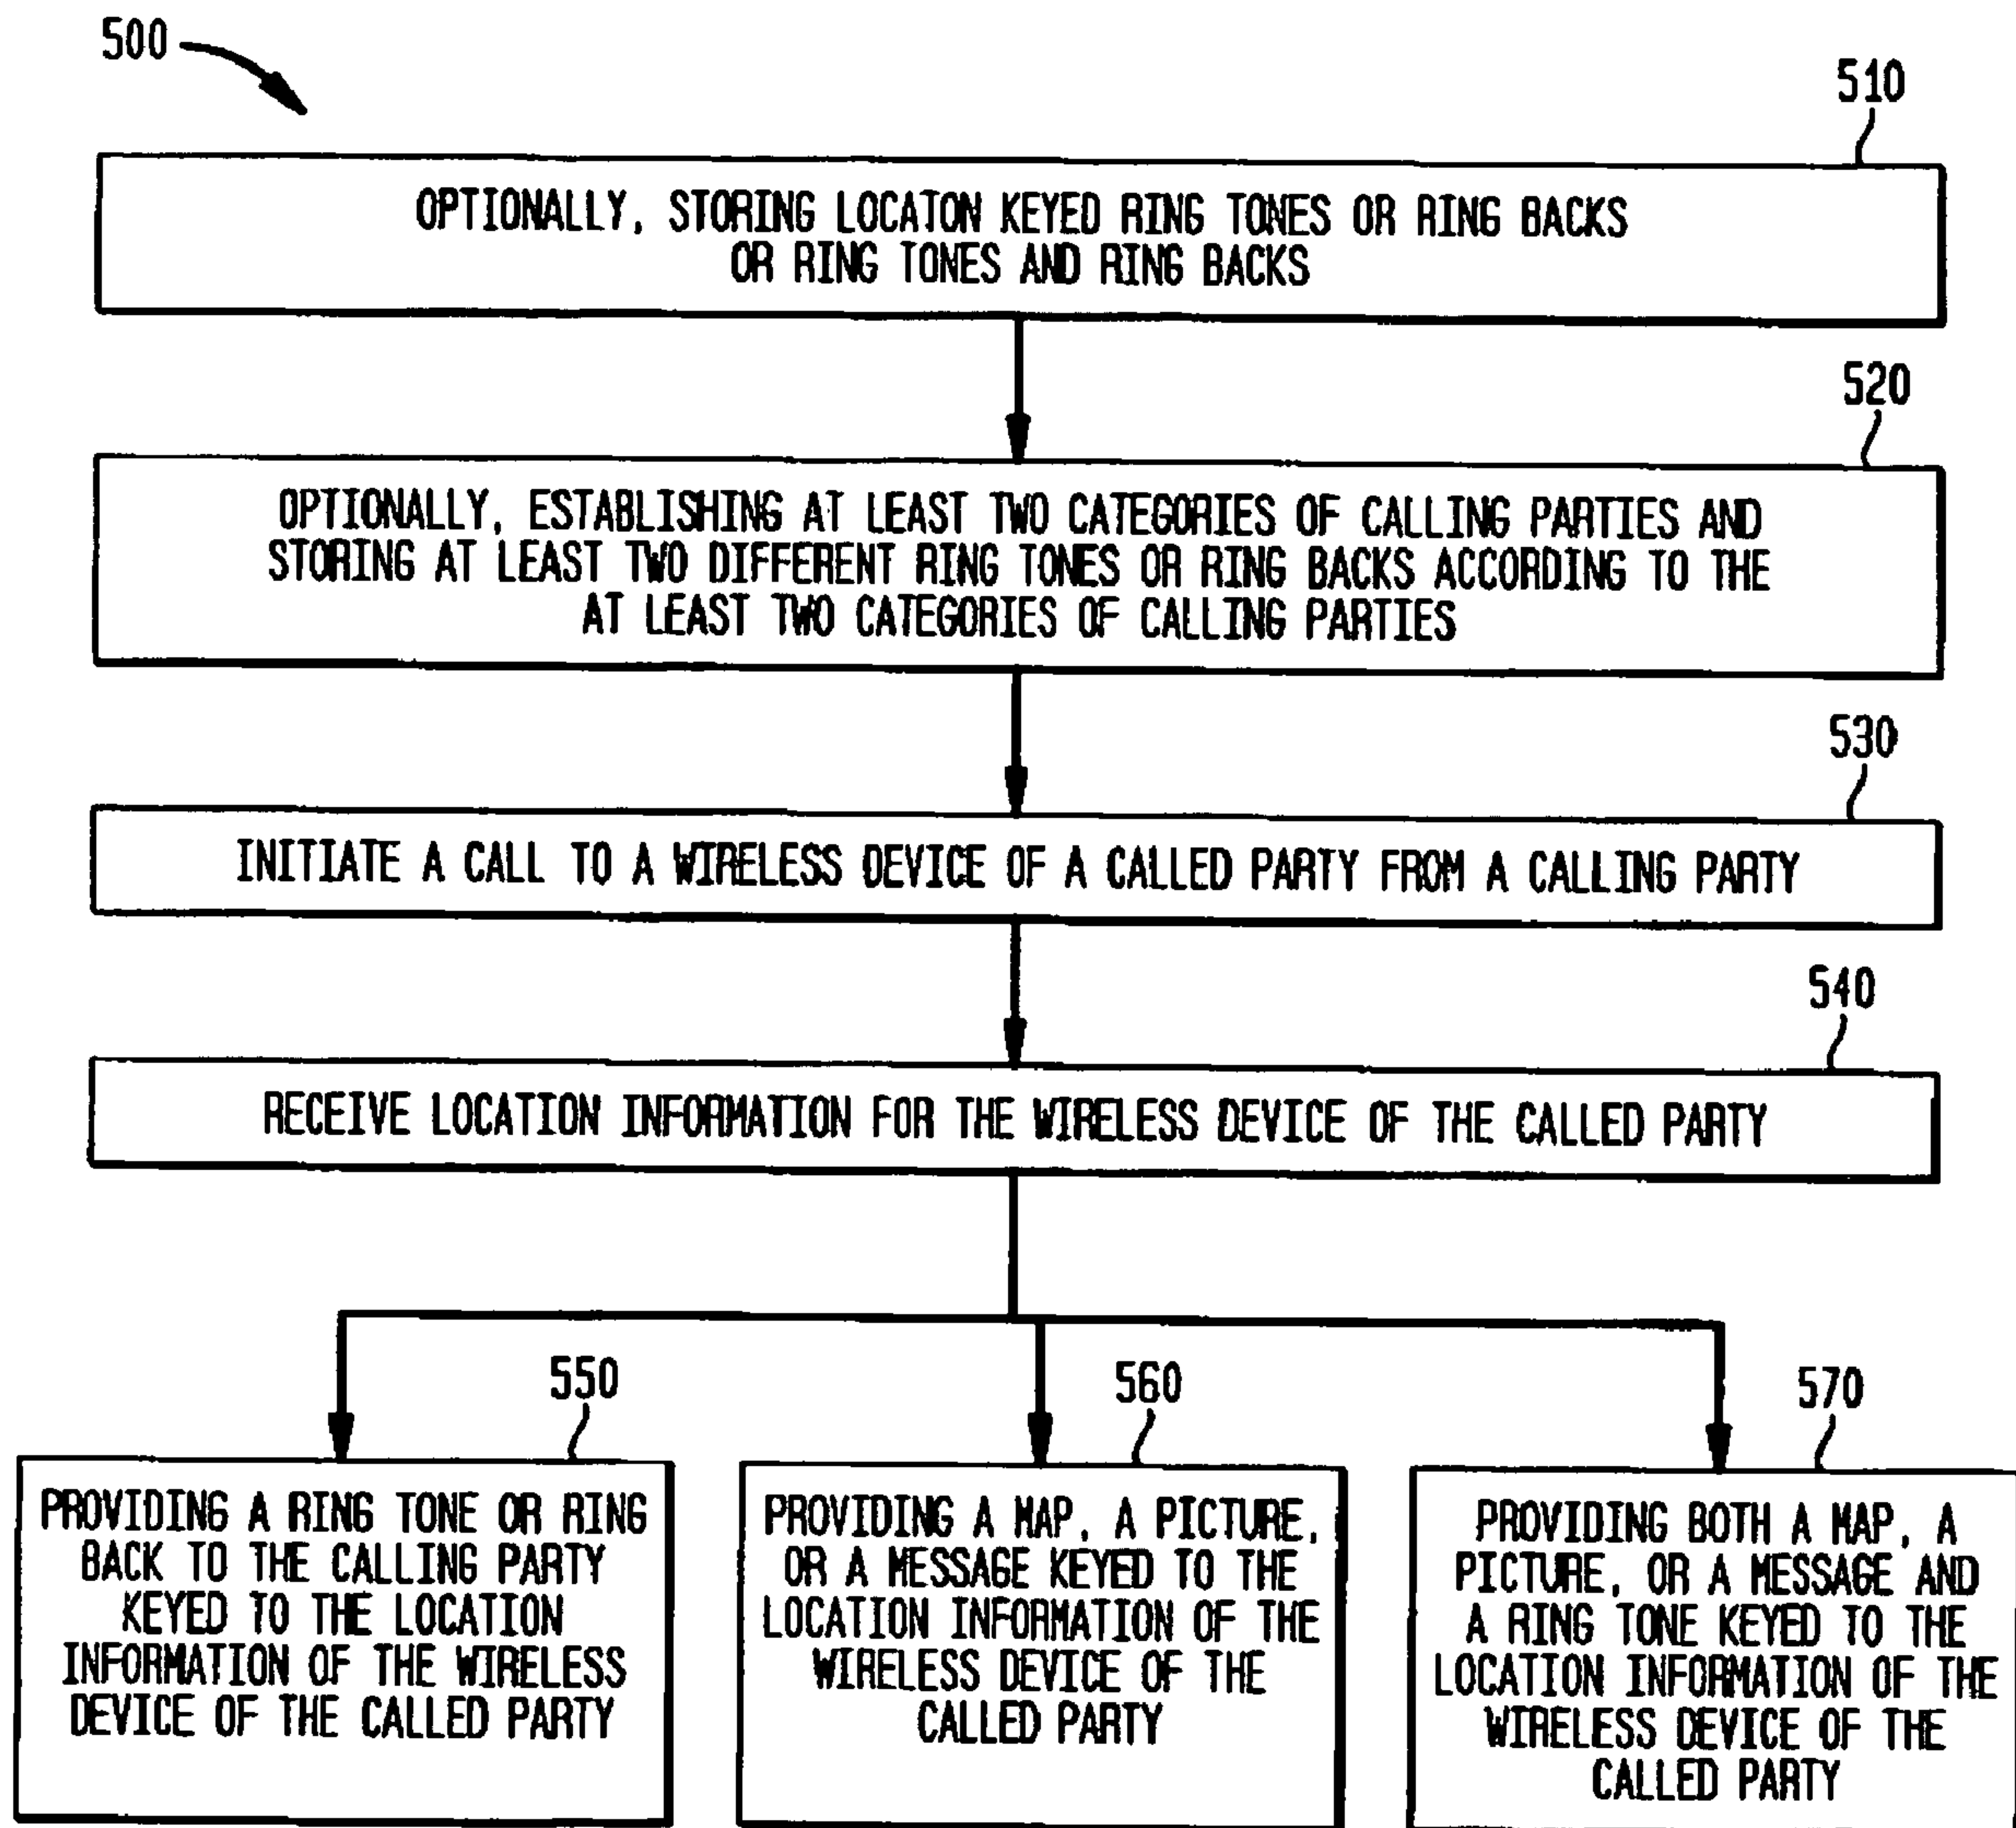 500
510
OPTIONALLY, STORING LOCATON KEYED RING TONES OR RING BACKS
OR RING TONES AND RING BACKS
520
OPTIONALLY, ESTABLISHING AT LEAST TWO CATEGORIES OF CALLING PARTIES AND
STORING AT LEAST TWO DIFFERENT RING TONES OR RING BACKS ACCORDING TO THE
AT LEAST TWO CATEGORIES OF CALLING PARTIES
530
INITIATE A CALL TO A WIRELESS DEVICE OF A CALLED PARTY FROM A CALLING PARTY
540
RECEIVE LOCATION INFORMATION FOR THE WIRELESS DEVICE OF THE CALLED PARTY
550
PROVIDING A RING TONE OR RING
BACK TO THE CALLING PARTY
KEYED TO THE LOCATION
INFORMATION OF THE WIRELESS
DEVICE OF THE CALLED PARTY
560
PROVIDING A MAP, A PICTURE,
OR A MESSAGE KEYED TO THE
LOCATION INFORMATION OF THE
WIRELESS DEVICE OF THE
CALLED PARTY
570
PROVIDING BOTH A MAP, A
PICTURE, OR A MESSAGE AND
A RING TONE KEYED TO THE
LOCATION INFORMATION OF THE
WIRELESS DEVICE OF THE
CALLED PARTY